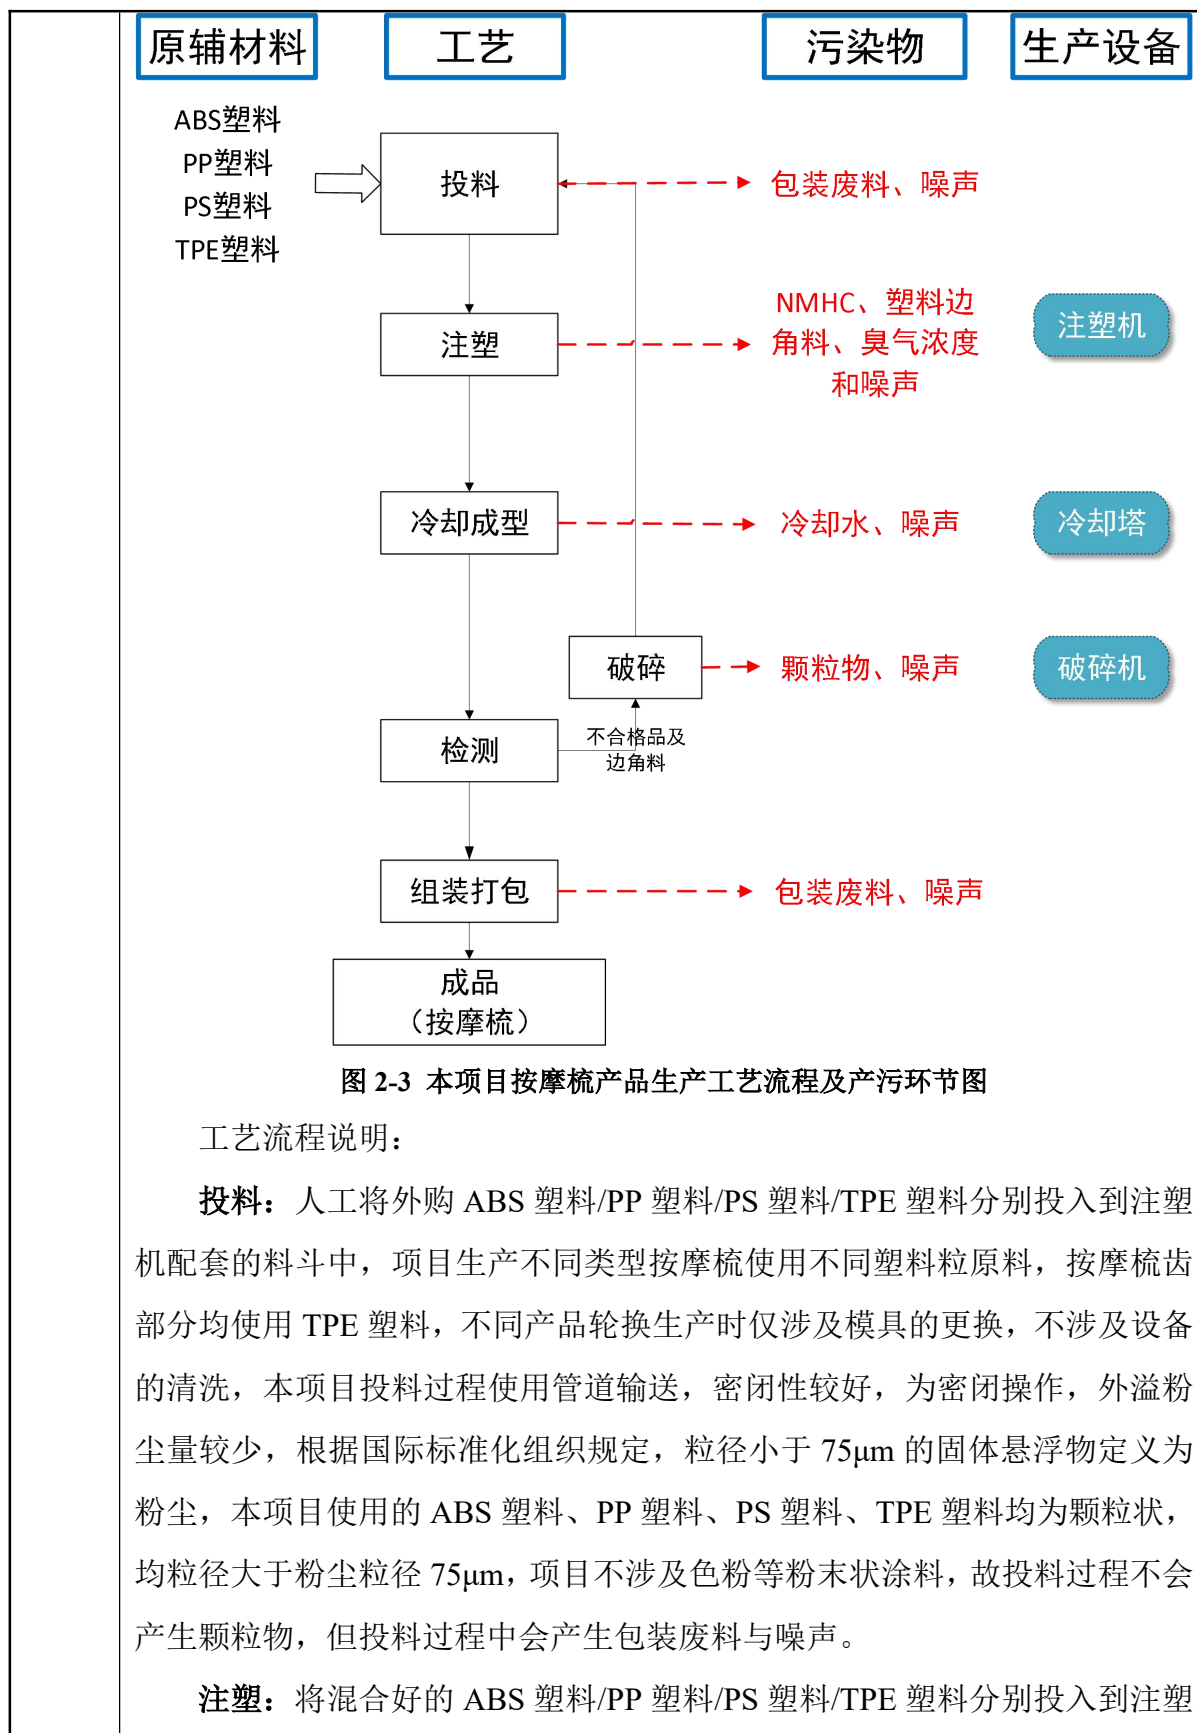 原辅材料 工艺 污染物 生产设备
ABS塑料
PP塑料
PS塑料
TPE塑料
投料
包装废料、噪声
注塑
NMHC、塑料边
角料、臭气浓度
和噪声
注塑机
冷却成型
冷却水、噪声
冷却塔
破碎
颗粒物、噪声
破碎机
检测
不合格品及
边角料
组装打包
包装废料、噪声
成品
（按摩梳）
图 2-3 本项目按摩梳产品生产工艺流程及产污环节图
工艺流程说明：
投料：人工将外购 ABS 塑料/PP 塑料/PS 塑料/TPE 塑料分别投入到注塑
机配套的料斗中，项目生产不同类型按摩梳使用不同塑料粒原料，按摩梳齿
部分均使用 TPE 塑料，不同产品轮换生产时仅涉及模具的更换，不涉及设备
的清洗，本项目投料过程使用管道输送，密闭性较好，为密闭操作，外溢粉
尘量较少，根据国际标准化组织规定，粒径小于 75μm 的固体悬浮物定义为
粉尘，本项目使用的 ABS 塑料、PP 塑料、PS 塑料、TPE 塑料均为颗粒状，
均粒径大于粉尘粒径 75μm，项目不涉及色粉等粉末状涂料，故投料过程不会
产生颗粒物，但投料过程中会产生包装废料与噪声。
注塑：将混合好的 ABS 塑料/PP 塑料/PS 塑料/TPE 塑料分别投入到注塑